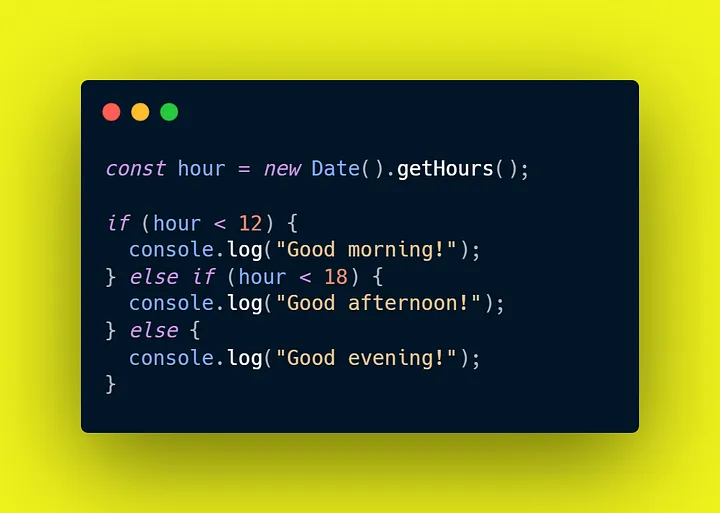 const hour = new Date().getHours();

if (hour < 12) {
  console.log("Good morning!");
} else if (hour < 18) {
  console.log("Good afternoon!");
} else {
  console.log("Good evening!");
}